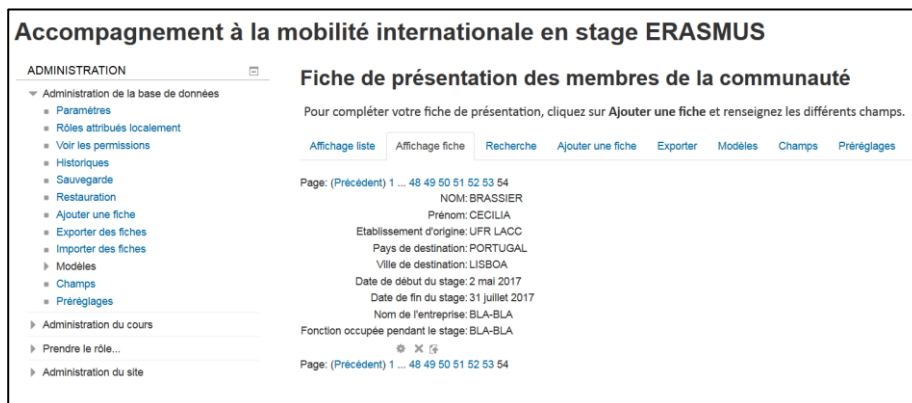 Accompagnement à la mobilité internationale en stage ERASMUS
ADMINISTRATION
Administration de la base de données
Paramètres
Rôles attribués localement
Voir les permissions
Historiques
Sauvegarde
Restauration
Ajouter une fiche
Exporter des fiches
Importer des fiches
Modèles
Champs
Préréglages
Administration du cours
Prendre le rôle...
Administration du site
Fiche de présentation des membres de la communauté
Pour compléter votre fiche de présentation, cliquez sur Ajouter une fiche et renseignez les différents champs.
Affichage liste Affichage fiche Recherche Ajouter une fiche Exporter Modèles Champs Préréglages
Page: (Précédent) 1 ... 48 49 50 51 52 53 54
NOM: BRASSIER
Prénom: CECILIA
Etablissement d'origine: UFR LACC
Pays de destination: PORTUGAL
Ville de destination: LISBOA
Date de début du stage: 2 mai 2017
Date de fin du stage: 31 juillet 2017
Nom de l'entreprise: BLA-BLA
Fonction occupée pendant le stage: BLA-BLA
Page: (Précédent) 1 ... 48 49 50 51 52 53 54